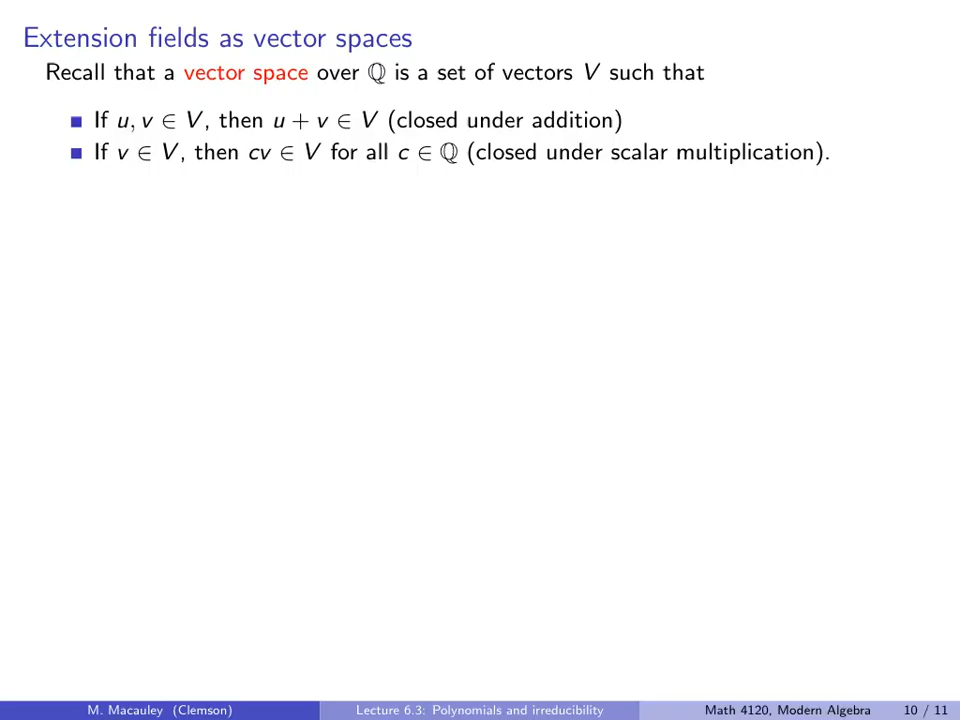 Extension fields as vector spaces
Recall that a vector space over ℚ is a set of vectors V such that
■ If u, v ∈ V, then u + v ∈ V (closed under addition)
■ If v ∈ V, then cv ∈ V for all c ∈ ℚ (closed under scalar multiplication).
M. Macauley (Clemson) Lecture 6.3: Polynomials and irreducibility Math 4120, Modern Algebra 10 / 11